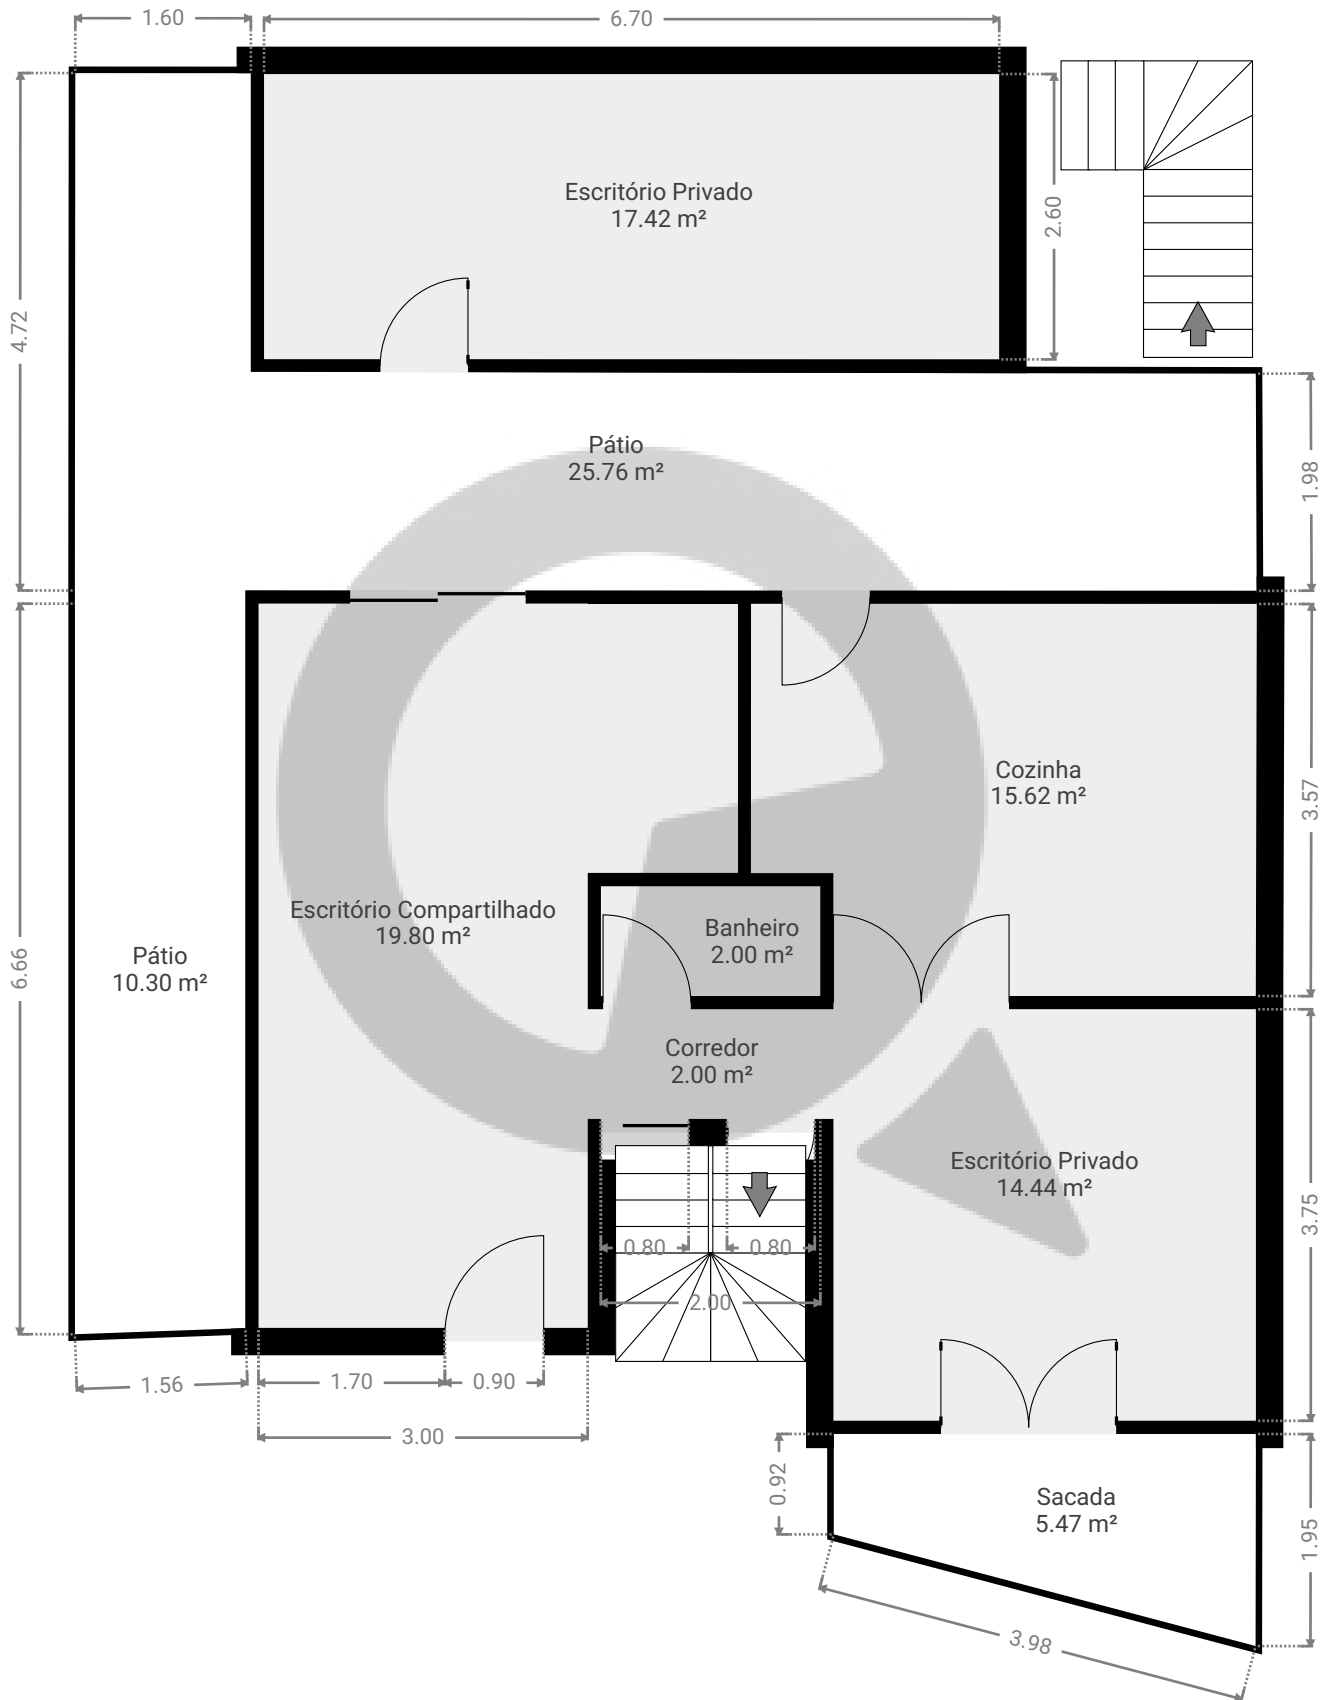 1.60
6.70
Escritório Privado
17.42 m²
2.60
4.72
Pátio
25.76 m²
1.98
Cozinha
15.62 m²
3.57
Escritório Compartilhado
19.80 m²
Banheiro
2.00 m²
Pátio
10.30 m²
6.66
Corredor
2.00 m²
Escritório Privado
14.44 m²
3.75
0.80
0.80
2.00
1.56
1.70
0.90
3.00
0.92
Sacada
5.47 m²
1.95
3.98